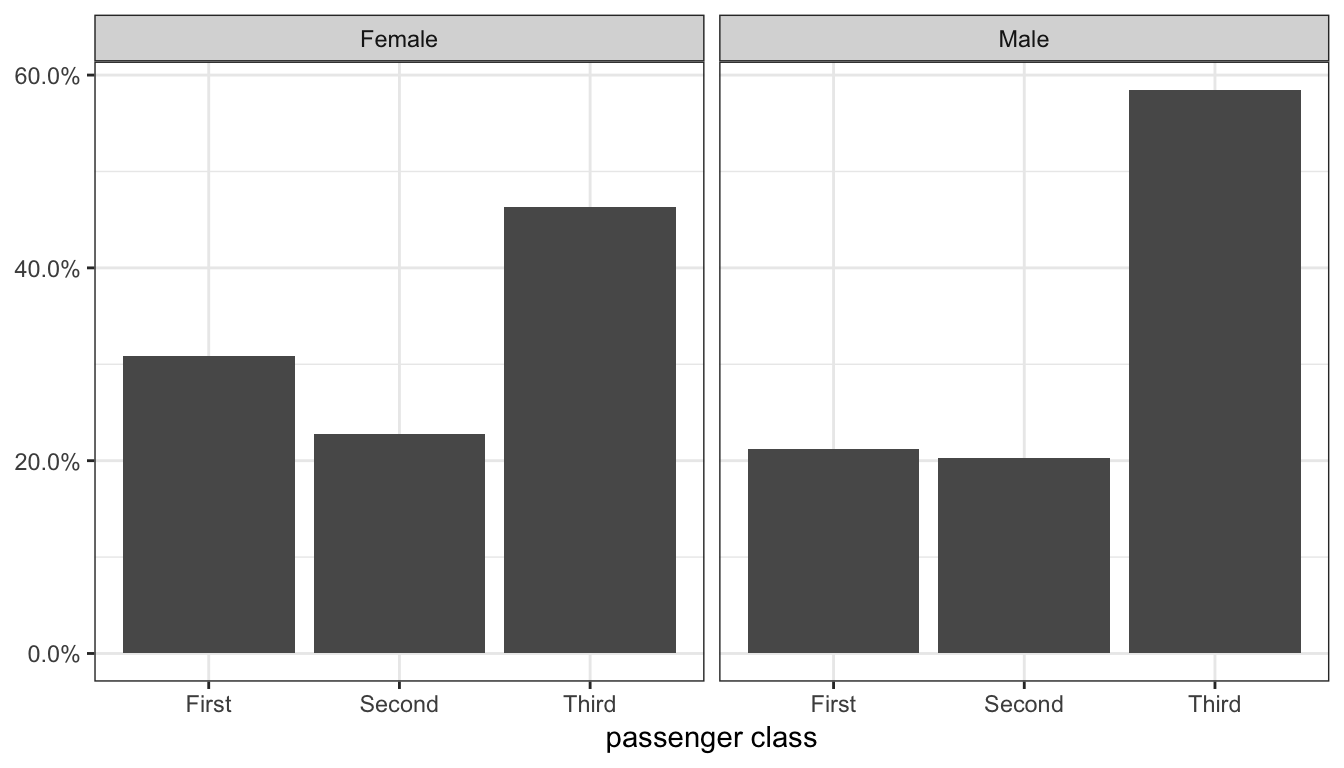 Female
Male
60.0%
40.0%
20.0%
0.0%
First Second Third
First Second Third
passenger class